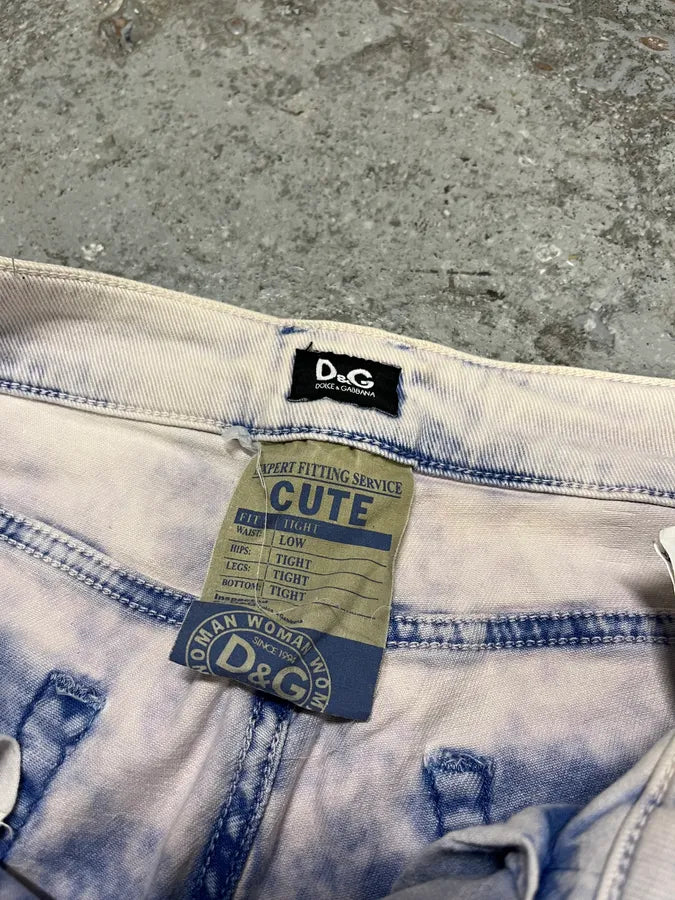 D&G
DOLCE & GABBANA
EXPERT FITTING SERVICE
CUTE
FIT: TIGHT
WAIST: LOW
HIPS: TIGHT
LEGS: TIGHT
BOTTOM: TIGHT
WOMAN WOMAN WOM
SINCE 1994
D&G